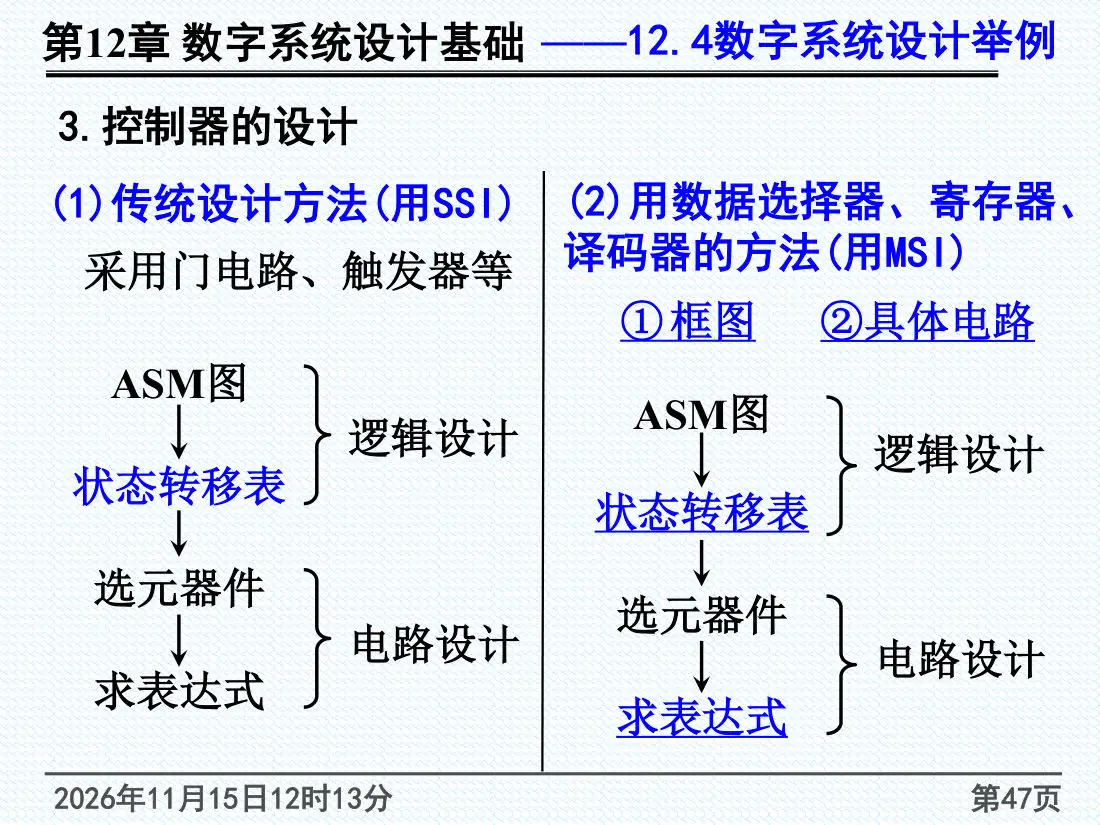 第12章 数字系统设计基础 ——12.4数字系统设计举例
3.控制器的设计
(1)传统设计方法(用SSI)
采用门电路、触发器等
ASM图
状态转移表
逻辑设计
选元器件
求表达式
电路设计
(2)用数据选择器、寄存器、
译码器的方法(用MSI)
①框图 ②具体电路
ASM图
状态转移表
逻辑设计
选元器件
求表达式
电路设计
2026年11月15日12时13分
第47页